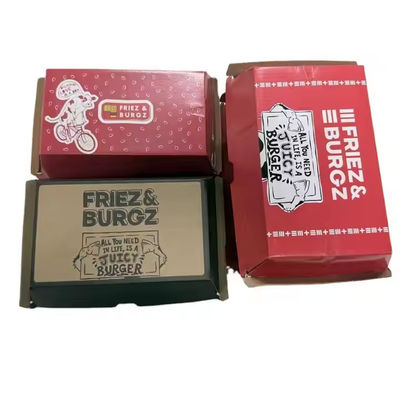 FRIEZ &
BURGZ
FRIEZ &
BURGZ
ALL YOU NEED
IN LIFE, IS A
JUICY
BURGER
FRIEZ &
BURGZ
ALL YOU NEED
IN LIFE, IS A
JUICY
BURGER